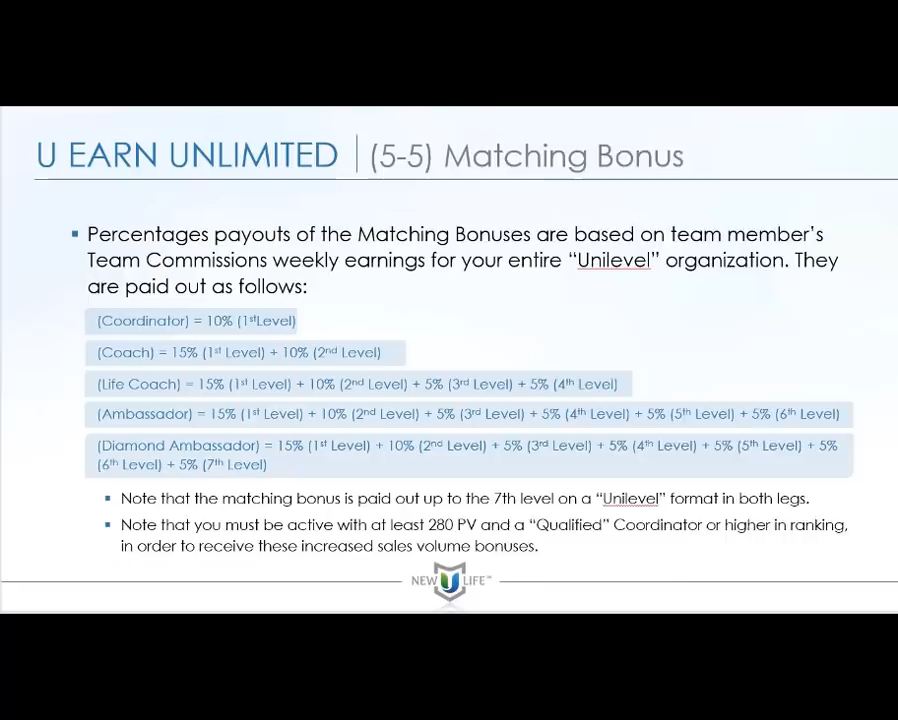 U EARN UNLIMITED | (5-5) Matching Bonus
▪ Percentages payouts of the Matching Bonuses are based on team member’s
Team Commissions weekly earnings for your entire “Unilevel” organization. They
are paid out as follows:
(Coordinator) = 10% (1stLevel)
(Coach) = 15% (1st Level) + 10% (2nd Level)
(Life Coach) = 15% (1st Level) + 10% (2nd Level) + 5% (3rd Level) + 5% (4th Level)
(Ambassador) = 15% (1st Level) + 10% (2nd Level) + 5% (3rd Level) + 5% (4th Level) + 5% (5th Level) + 5% (6th Level)
(Diamond Ambassador) = 15% (1st Level) + 10% (2nd Level) + 5% (3rd Level) + 5% (4th Level) + 5% (5th Level) + 5%
(6th Level) + 5% (7th Level)
▪ Note that the matching bonus is paid out up to the 7th level on a “Unilevel” format in both legs.
▪ Note that you must be active with at least 280 PV and a “Qualified” Coordinator or higher in ranking,
in order to receive these increased sales volume bonuses.
NEW U LIFE™